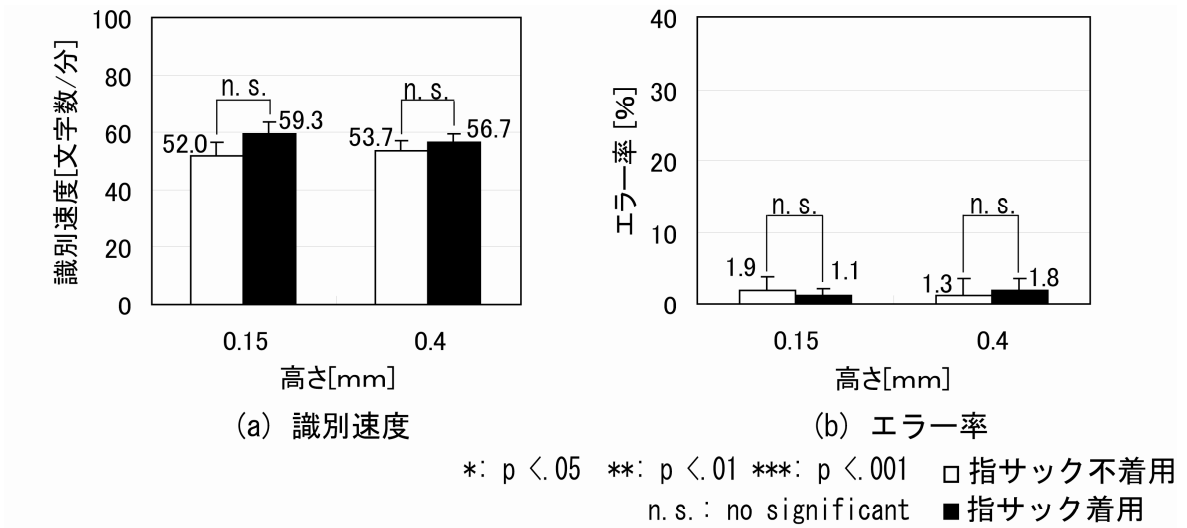 100
80
60
40
20
0
識別速度[文字数/分]
n.s.
52.0
59.3
n.s.
53.7
56.7
0.15
0.4
高さ[mm]
(a) 識別速度
40
30
20
10
0
エラー率 [%]
n.s.
1.9
1.1
n.s.
1.3
1.8
0.15
0.4
高さ[mm]
(b) エラー率
*: p <.05 **: p <.01 ***: p <.001 □指サック不着用
n.s.: no significant ■指サック着用